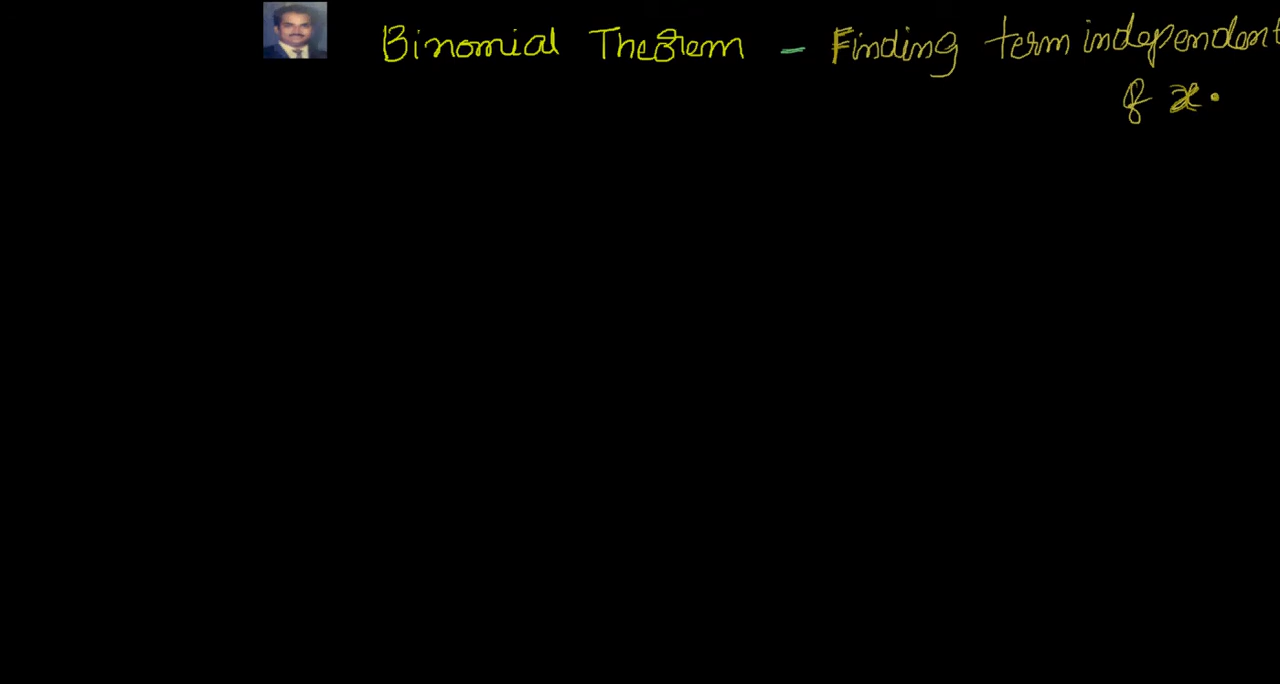 Binomial Theorem - Finding term independent
of x.